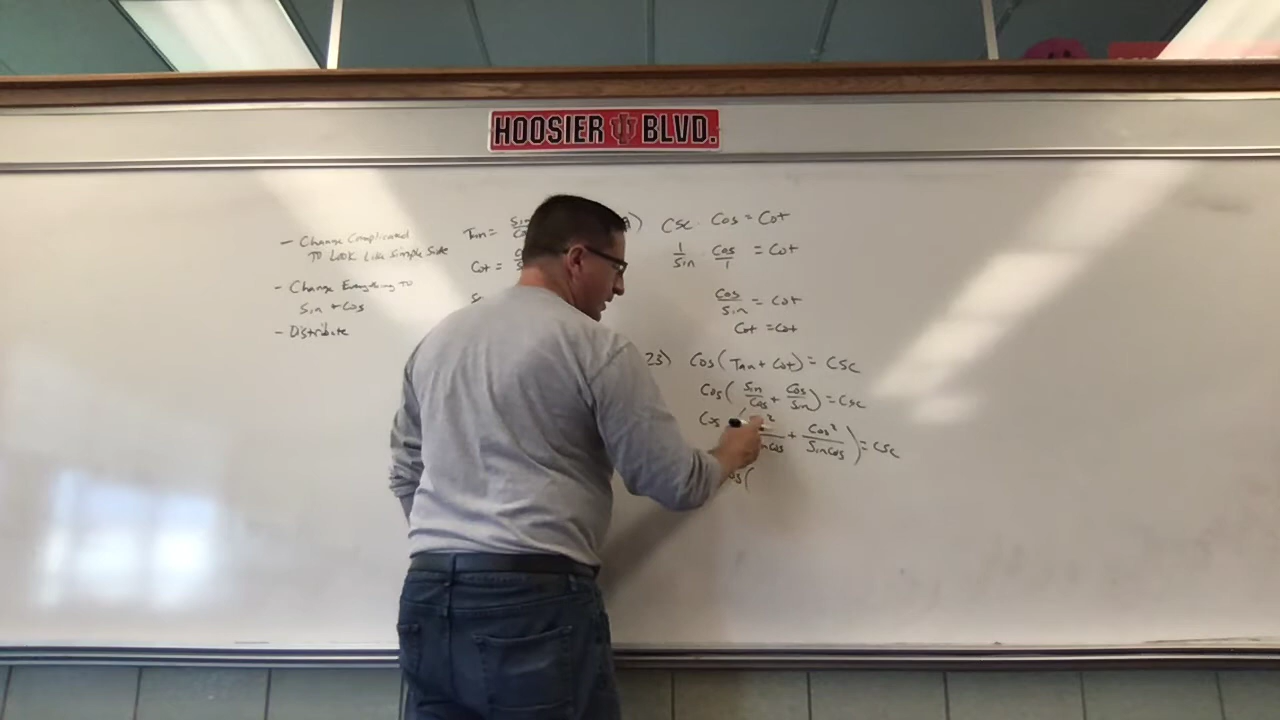 HOOSIER BLVD.
- Change Complicated
To Look Like Simple Side
- Change Everything To
Sin + Cos
- Distribute
Tan =
Cot =
) Csc · Cos = Cot
1/Sin Cos/1 = Cot
Cos/Sin = Cot
Cot = Cot
23) Cos(Tan + Cot) = CSC
Cos(Sin/Cos + Cos/Sin) = Csc
Cos + Cos²/SinCos) = CSC